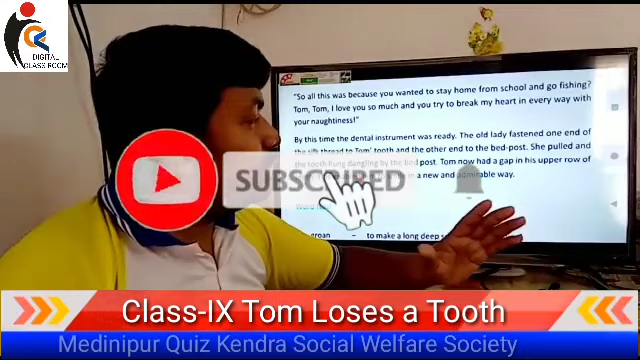 DIGITAL
CLASS ROOM
"So all this was because you wanted to stay home from school and go fishing?
Tom, Tom, I love you so much and you try to break my heart in every way with
your naughtiness!"
By this time the dental instrument was ready. The old lady fastened one end of
the silk thread to Tom' tooth and the other end to the bed-post. She pulled and
the tooth hung dangling by the bed post. Tom now had a gap in his upper row of
in a new and admirable way.
SUBSCRIBED
groan – to make a long deep
Class-IX Tom Loses a Tooth
Medinipur Quiz Kendra Social Welfare Society